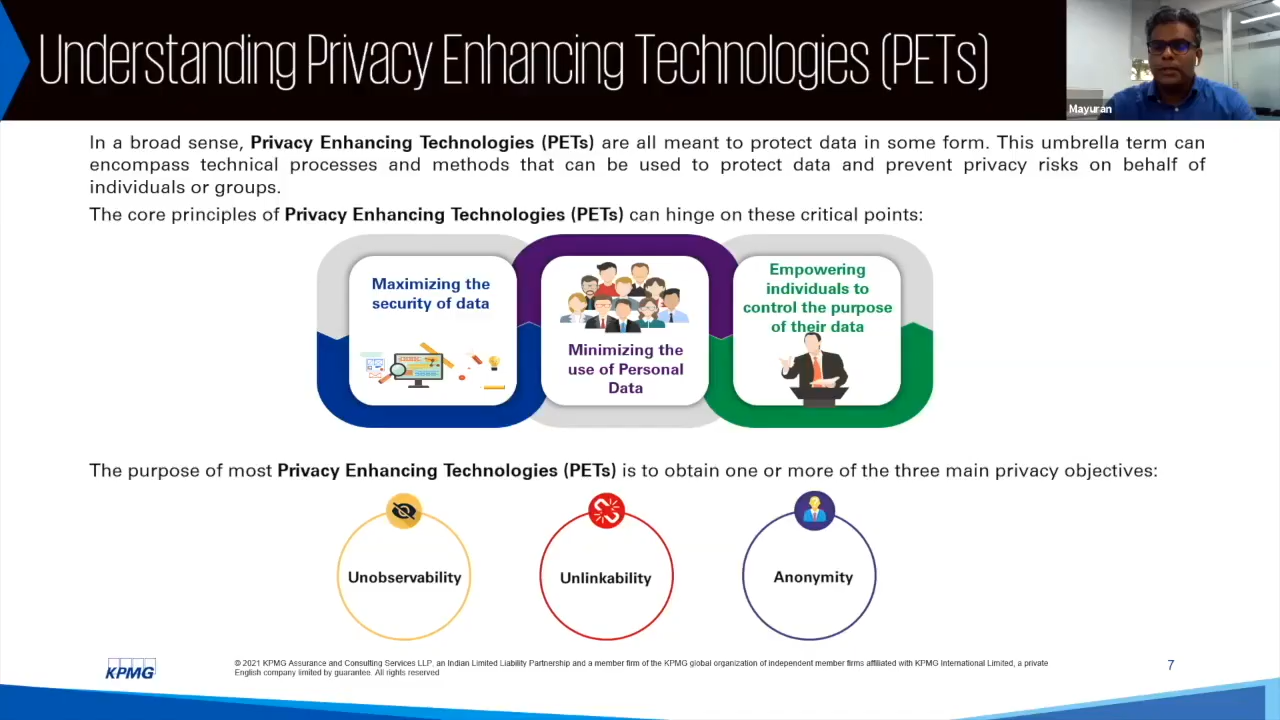 Understanding Privacy Enhancing Technologies (PETs)
Mayuran
In a broad sense, Privacy Enhancing Technologies (PETs) are all meant to protect data in some form. This umbrella term can
encompass technical processes and methods that can be used to protect data and prevent privacy risks on behalf of
individuals or groups.
The core principles of Privacy Enhancing Technologies (PETs) can hinge on these critical points:
Maximizing the
security of data
Minimizing the
use of Personal
Data
Empowering
individuals to
control the purpose
of their data
The purpose of most Privacy Enhancing Technologies (PETs) is to obtain one or more of the three main privacy objectives:
Unobservability
Unlinkability
Anonymity
KPMG
© 2021 KPMG Assurance and Consulting Services LLP, an Indian Limited Liability Partnership and a member firm of the KPMG global organization of independent member firms affiliated with KPMG International Limited, a private
English company limited by guarantee. All rights reserved
7